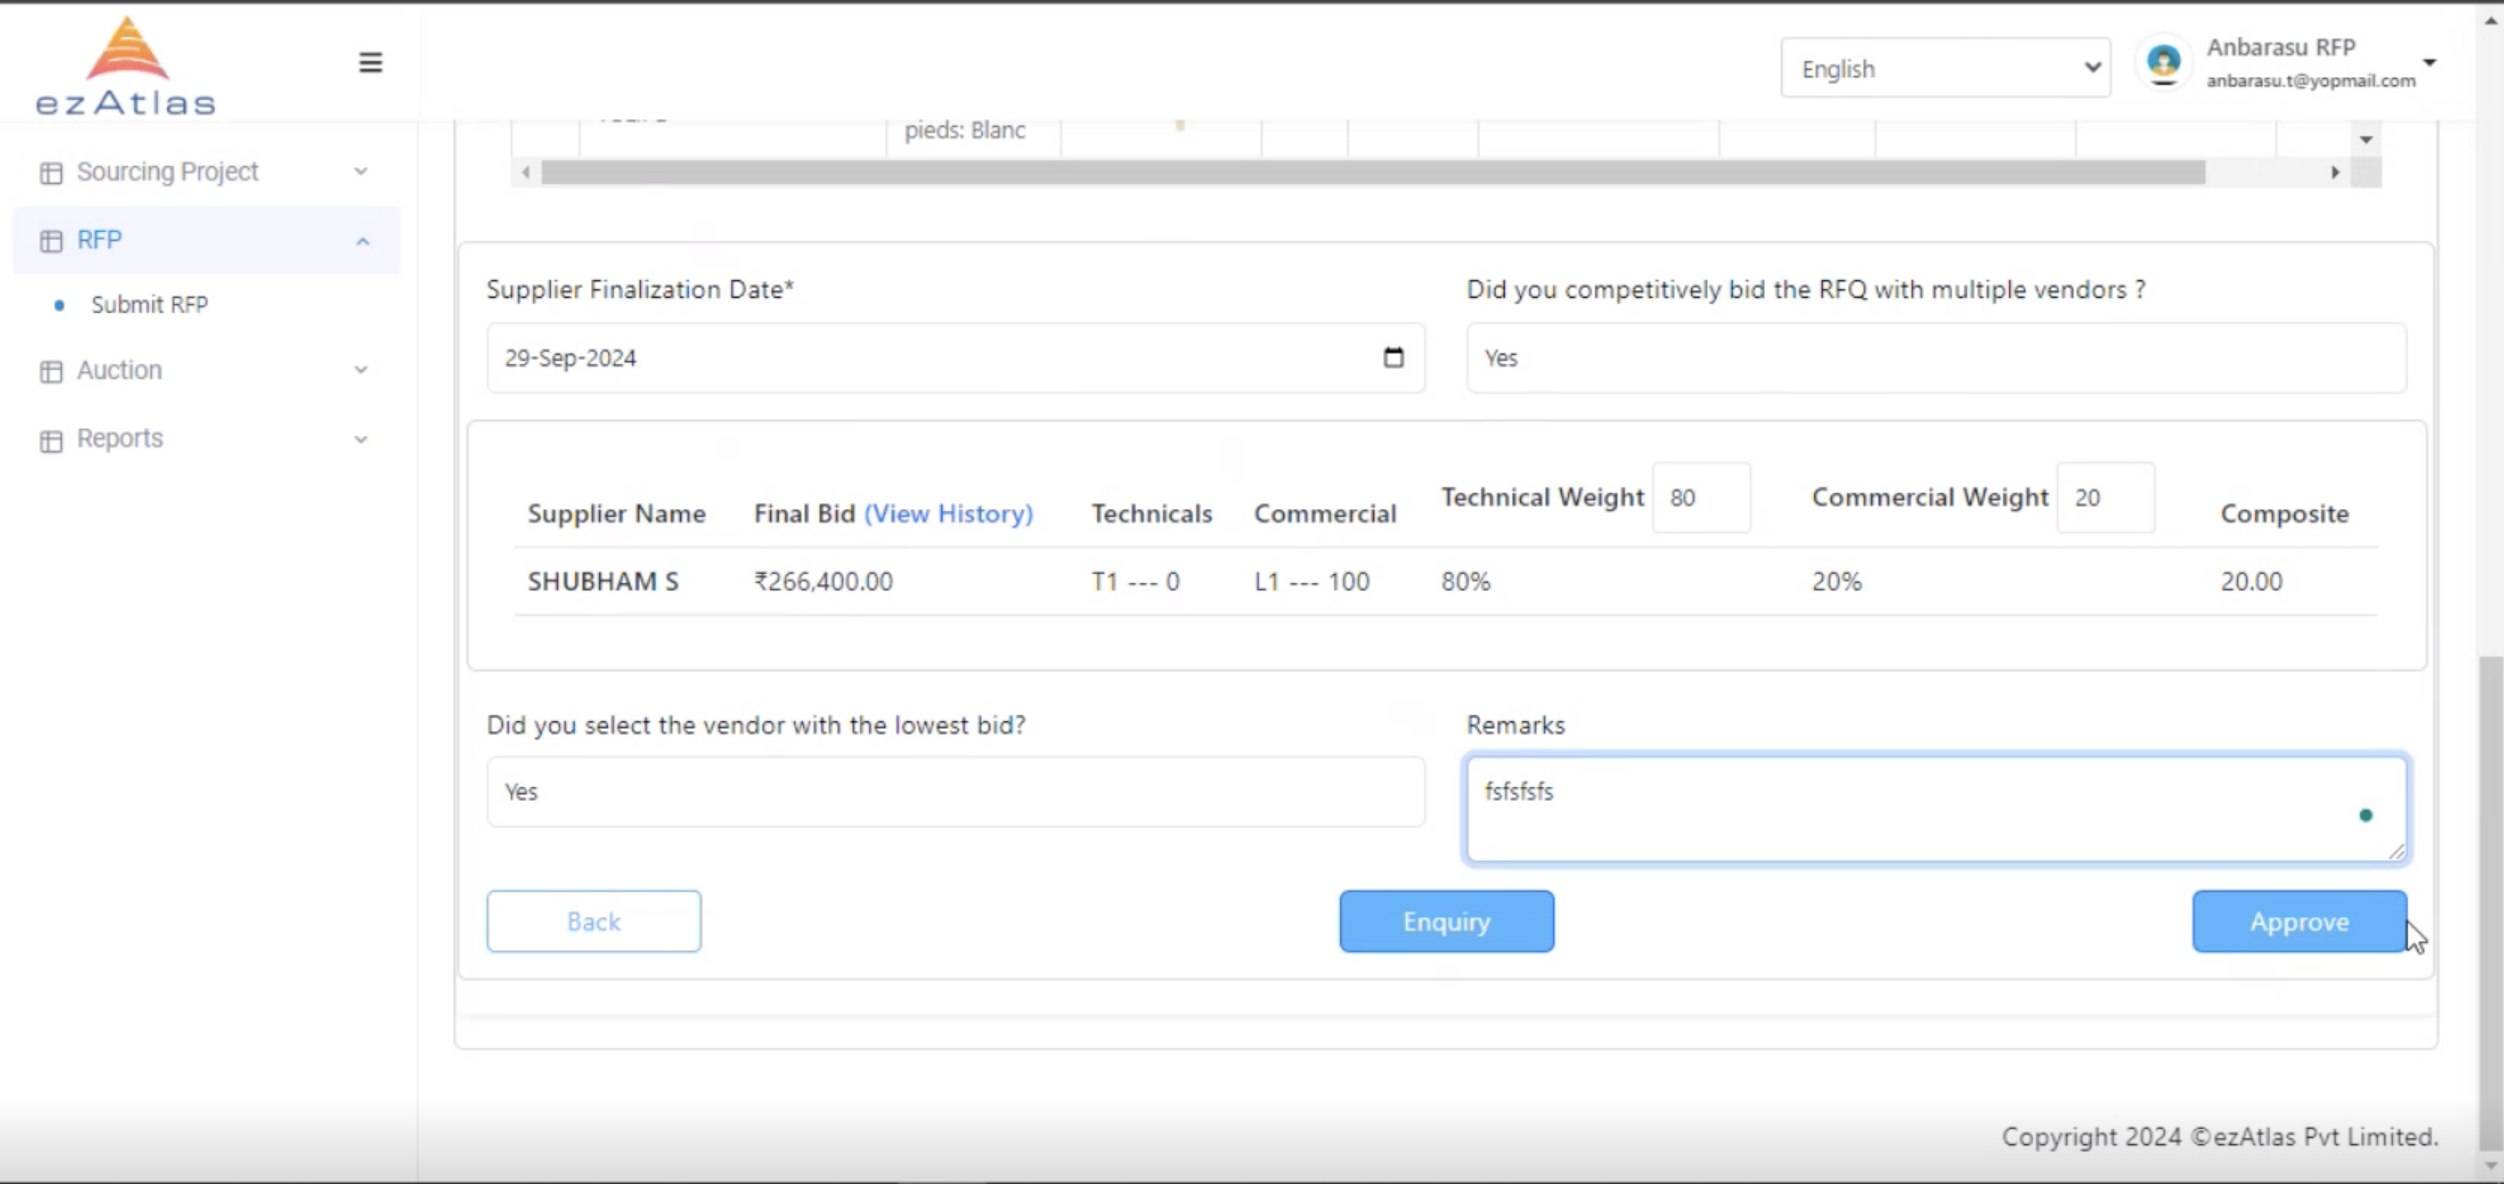 ezAtlas
English
Anbarasu RFP
anbarasu.t@yopmail.com
Sourcing Project
RFP
Submit RFP
Auction
Reports
pieds: Blanc
Supplier Finalization Date*
Did you competitively bid the RFQ with multiple vendors ?
29-Sep-2024
Yes
Supplier Name Final Bid (View History) Technicals Commercial Technical Weight 80 Commercial Weight 20 Composite
SHUBHAM S ₹266,400.00 T1 --- 0 L1 --- 100 80% 20% 20.00
Did you select the vendor with the lowest bid?
Remarks
Yes
fsfsfsfs
Back
Enquiry
Approve
Copyright 2024 ©ezAtlas Pvt Limited.